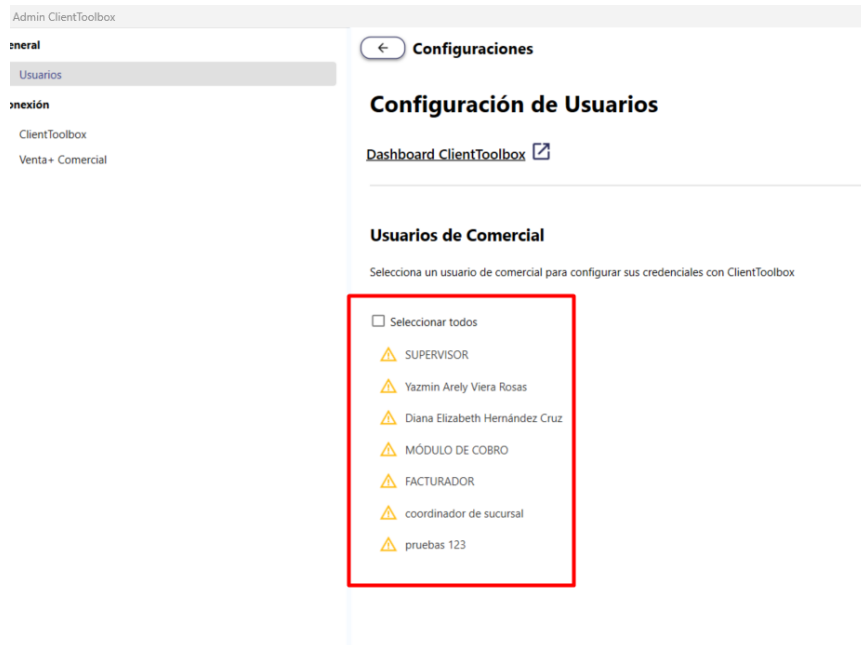 Admin ClientToolbox
eneral
Usuarios
onexión
ClientToolbox
Venta+ Comercial
Configuraciones
Configuración de Usuarios
Dashboard ClientToolbox
Usuarios de Comercial
Selecciona un usuario de comercial para configurar sus credenciales con ClientToolbox
Seleccionar todos
SUPERVISOR
Yazmin Arely Viera Rosas
Diana Elizabeth Hernández Cruz
MÓDULO DE COBRO
FACTURADOR
coordinador de sucursal
pruebas 123